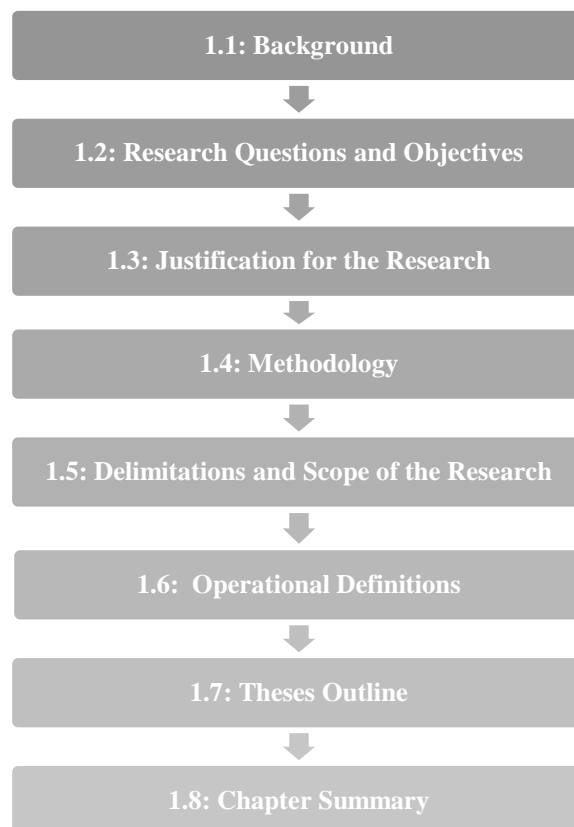 1.1: Background
1.2: Research Questions and Objectives
1.3: Justification for the Research
1.4: Methodology
1.5: Delimitations and Scope of the Research
1.6:  Operational Definitions
1.7: Theses Outline
1.8: Chapter Summary